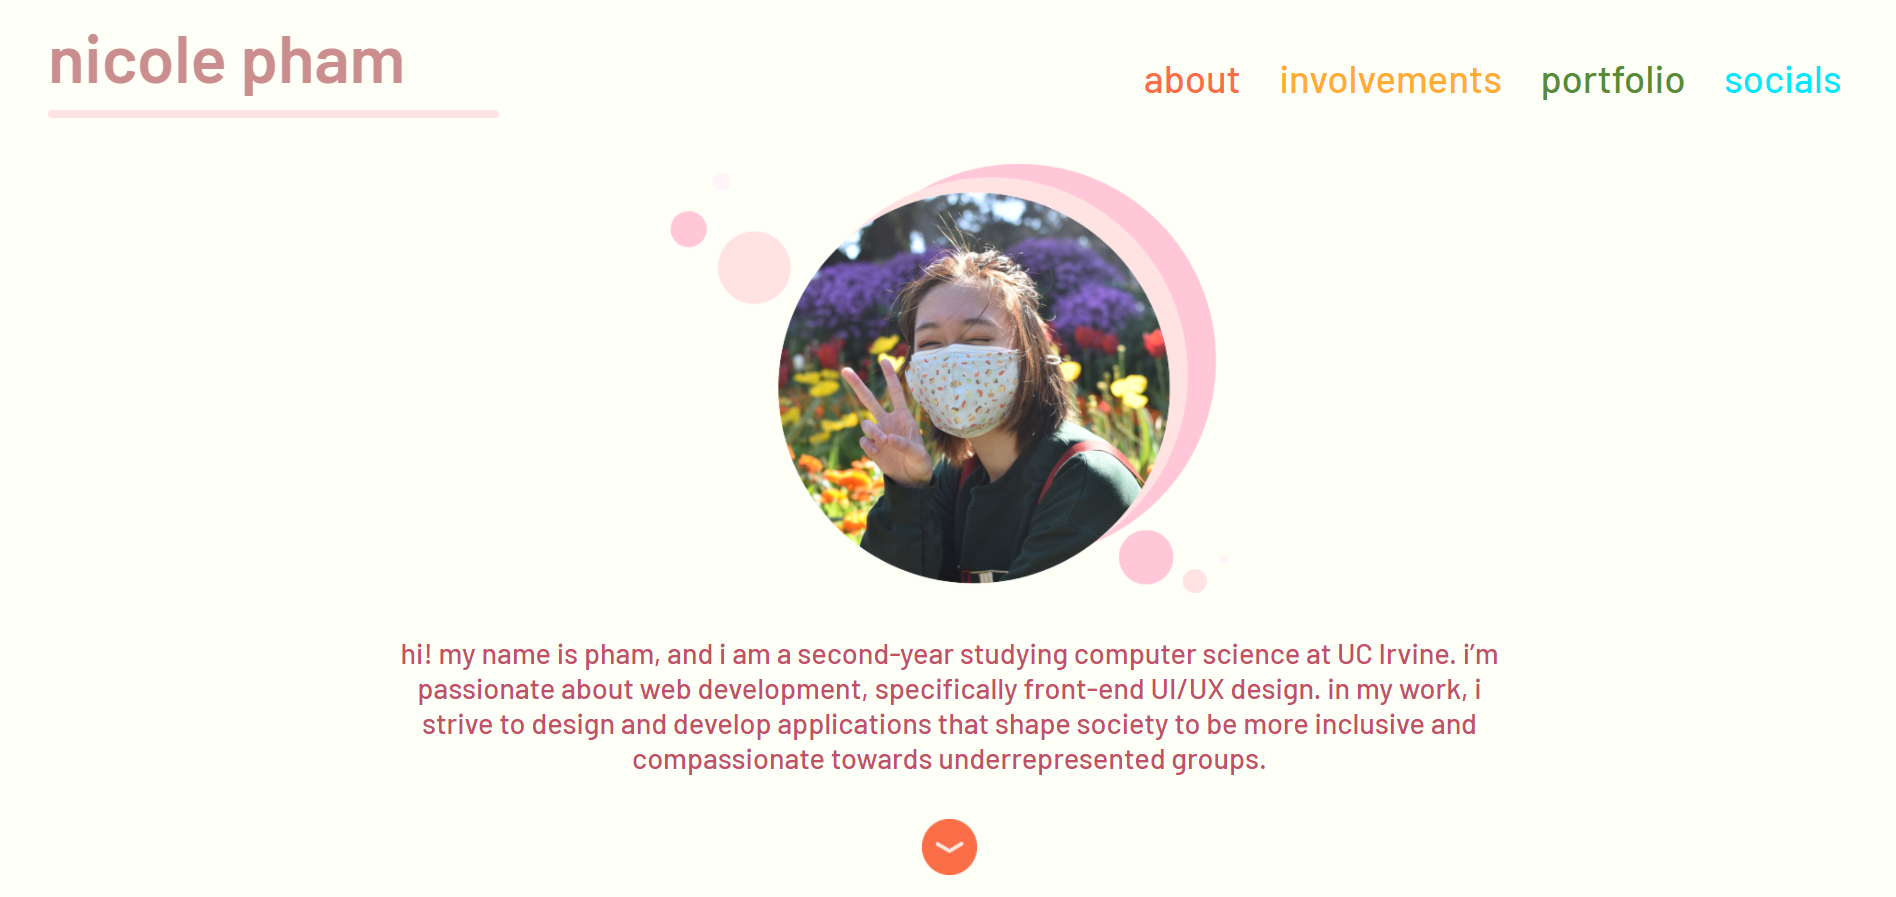 nicole pham
about involvements portfolio socials
hi! my name is pham, and i am a second-year studying computer science at UC Irvine. i’m
passionate about web development, specifically front-end UI/UX design. in my work, i
strive to design and develop applications that shape society to be more inclusive and
compassionate towards underrepresented groups.